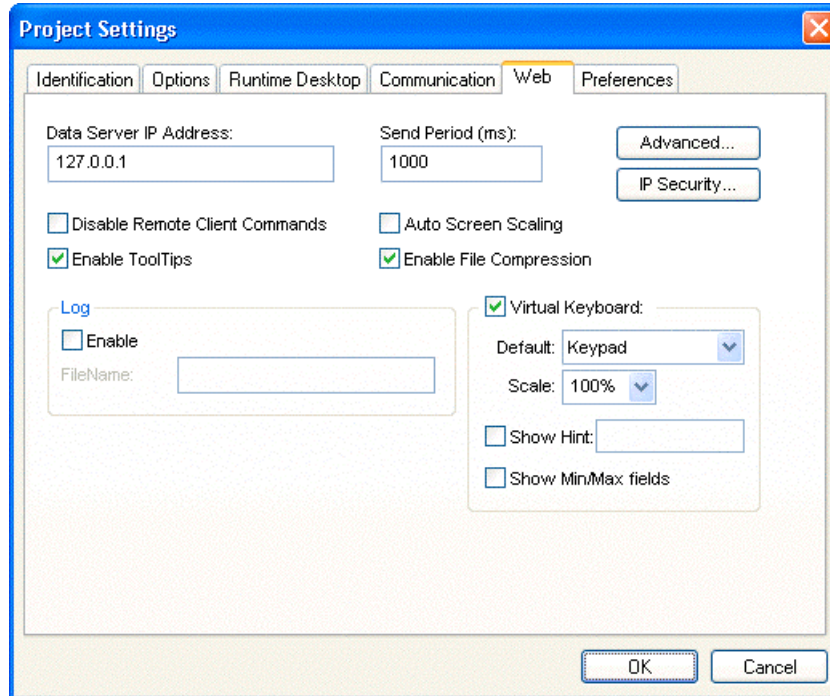 Project Settings
Identification Options Runtime Desktop Communication Web Preferences
Data Server IP Address: Send Period (ms):
127.0.0.1 1000 Advanced...
IP Security...
Disable Remote Client Commands Auto Screen Scaling
Enable ToolTips Enable File Compression
Log Virtual Keyboard:
Enable
Default: Keypad
FileName:
Scale: 100%
Show Hint:
Show Min/Max fields
OK Cancel